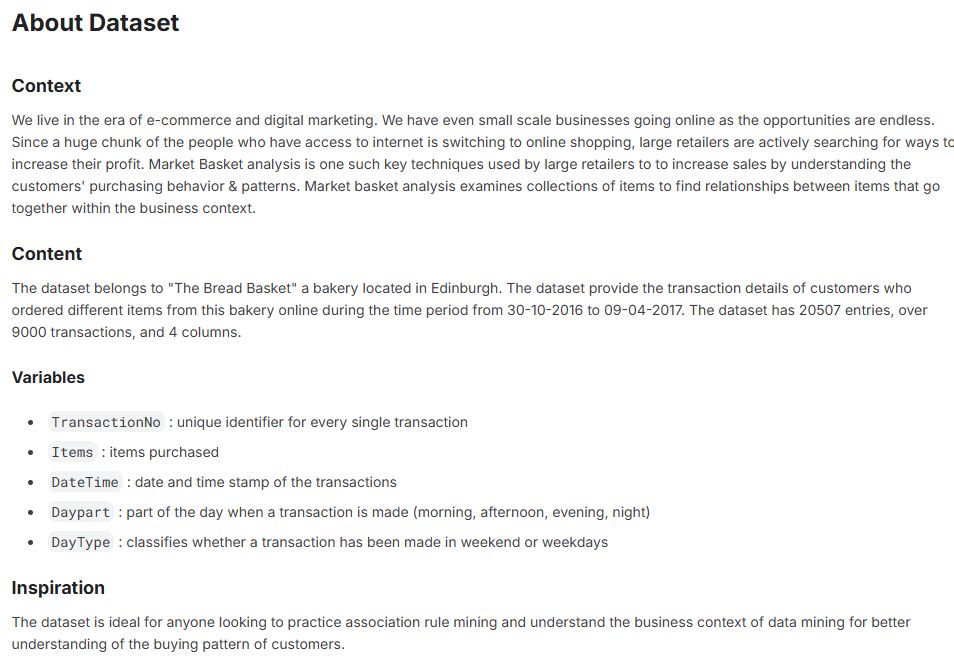 About Dataset
Context
We live in the era of e-commerce and digital marketing. We have even small scale businesses going online as the opportunities are endless.
Since a huge chunk of the people who have access to internet is switching to online shopping, large retailers are actively searching for ways to
increase their profit. Market Basket analysis is one such key techniques used by large retailers to to increase sales by understanding the
customers' purchasing behavior & patterns. Market basket analysis examines collections of items to find relationships between items that go
together within the business context.
Content
The dataset belongs to "The Bread Basket" a bakery located in Edinburgh. The dataset provide the transaction details of customers who
ordered different items from this bakery online during the time period from 30-10-2016 to 09-04-2017. The dataset has 20507 entries, over
9000 transactions, and 4 columns.
Variables
• TransactionNo : unique identifier for every single transaction
• Items : items purchased
• DateTime : date and time stamp of the transactions
• Daypart : part of the day when a transaction is made (morning, afternoon, evening, night)
• DayType : classifies whether a transaction has been made in weekend or weekdays
Inspiration
The dataset is ideal for anyone looking to practice association rule mining and understand the business context of data mining for better
understanding of the buying pattern of customers.